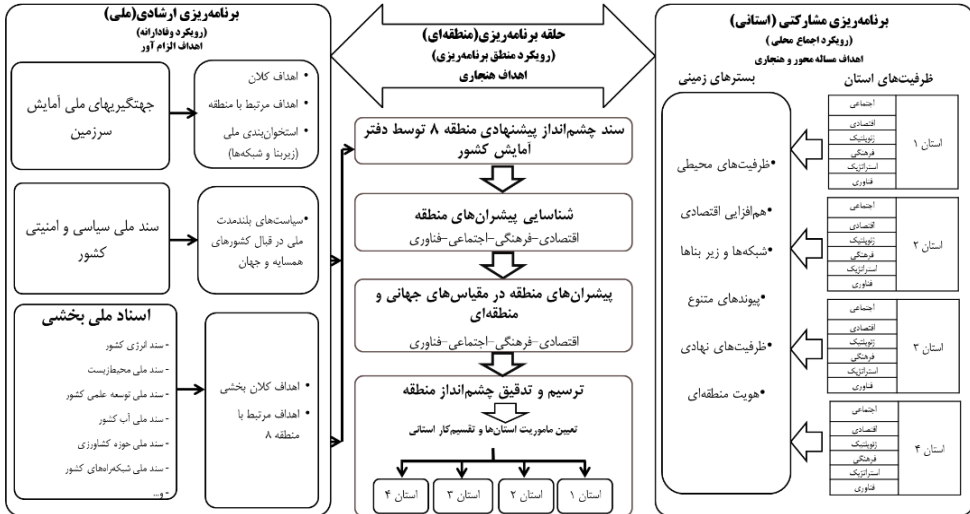 برنامه‌ریزی مشارکتی (استانی)
(رویکرد اجماع محلی )
اهداف مساله محور و هنجاری
ظرفیت‌های استان
بسترهای زمینی
استان ۱
اجتماعی
اقتصادی
ژئوپلتیک
فرهنگی
استراتژیک
فناوری
استان ۲
اجتماعی
اقتصادی
ژئوپلتیک
فرهنگی
استراتژیک
فناوری
استان ۳
اجتماعی
اقتصادی
ژئوپلتیک
فرهنگی
استراتژیک
فناوری
استان ۴
اجتماعی
اقتصادی
ژئوپلتیک
فرهنگی
استراتژیک
فناوری
•ظرفیت‌های محیطی
•هم‌افزایی اقتصادی
•شبکه‌ها و زیر بناها
•پیوندهای متنوع
•ظرفیت‌های نهادی
•هویت منطقه‌ای
حلقه برنامه‌ریزی(منطقه‌ای)
(رویکرد منطق برنامه‌ریزی)
اهداف هنجاری
سند چشم‌انداز پیشنهادی منطقه ۸ توسط دفتر
آمایش کشور
شناسایی پیشران‌های منطقه
اقتصادی-فرهنگی-اجتماعی-فناوری
پیشران‌های منطقه در مقیاس‌های جهانی و
منطقه‌ای
اقتصادی-فرهنگی-اجتماعی-فناوری
ترسیم و تدقیق چشم‌انداز منطقه
تعیین ماموریت استان‌ها و تقسیم‌کار استانی
استان ۱
استان ۲
استان ۳
استان ۴
برنامه‌ریزی ارشادی(ملی)
(رویکرد وفادارانه)
اهداف الزام آور
جهتگیریهای ملی آمایش
سرزمین
• اهداف کلان
• اهداف مرتبط با منطقه
• استخوان‌بندی ملی
(زیربنا و شبکه‌ها)
سند ملی سیاسی و امنیتی
کشور
•سیاست‌های بلندمدت
ملی در قبال کشورهای
همسایه و جهان
اسناد ملی بخشی
- سند انرژی کشور
- سند ملی محیط‌زیست
- سند ملی توسعه علمی کشور
- سند ملی آب کشور
- سند ملی حوزه کشاورزی
- سند ملی شبکه‌راه‌های کشور
- و...
• اهداف کلان بخشی
• اهداف مرتبط با
منطقه ۸